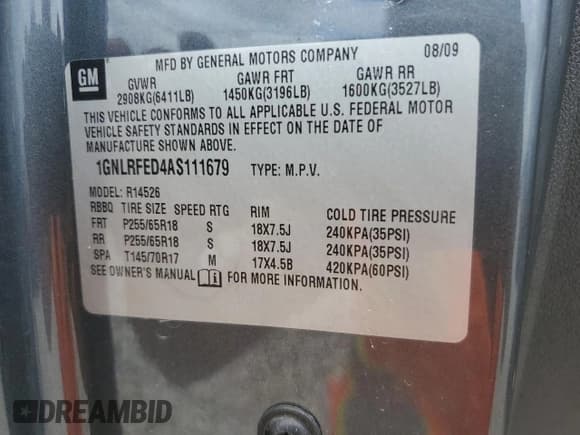 GM
MFD BY GENERAL MOTORS COMPANY 08/09
GVWR GAWR FRT GAWR RR
2908KG(6411LB) 1450KG(3196LB) 1600KG(3527LB)
THIS VEHICLE CONFORMS TO ALL APPLICABLE U.S. FEDERAL MOTOR
VEHICLE SAFETY STANDARDS IN EFFECT ON THE DATE OF
MANUFACTURE SHOWN ABOVE.
1GNLRFED4AS111679 TYPE: M.P.V.
MODEL: R14526
RBBQ TIRE SIZE SPEED RTG RIM COLD TIRE PRESSURE
FRT P255/65R18 S 18X7.5J 240KPA(35PSI)
RR P255/65R18 S 18X7.5J 240KPA(35PSI)
SPA T145/70R17 M 17X4.5B 420KPA(60PSI)
SEE OWNER'S MANUAL FOR MORE INFORMATION.
DREAMBID